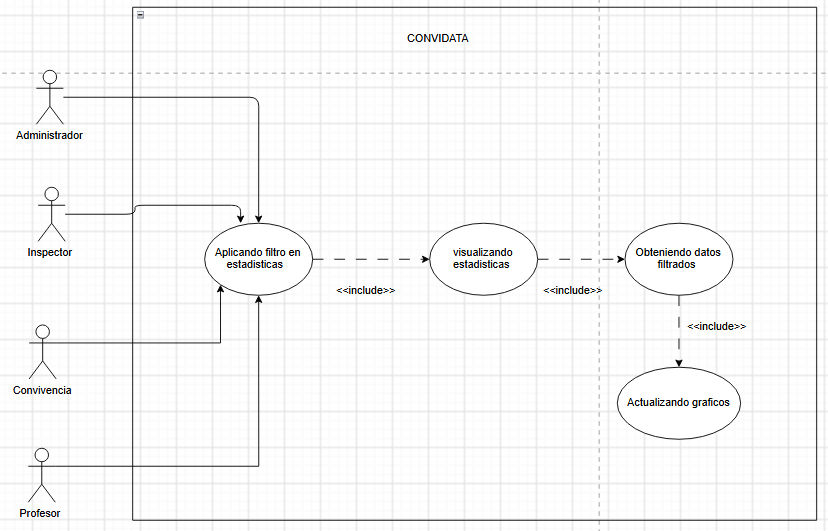 CONVIDATA
Administrador
Inspector
Aplicando filtro en
estadisticas
<<include>>
visualizando
estadisticas
<<include>>
Obteniendo datos
filtrados
<<include>>
Convivencia
Actualizando graficos
Profesor